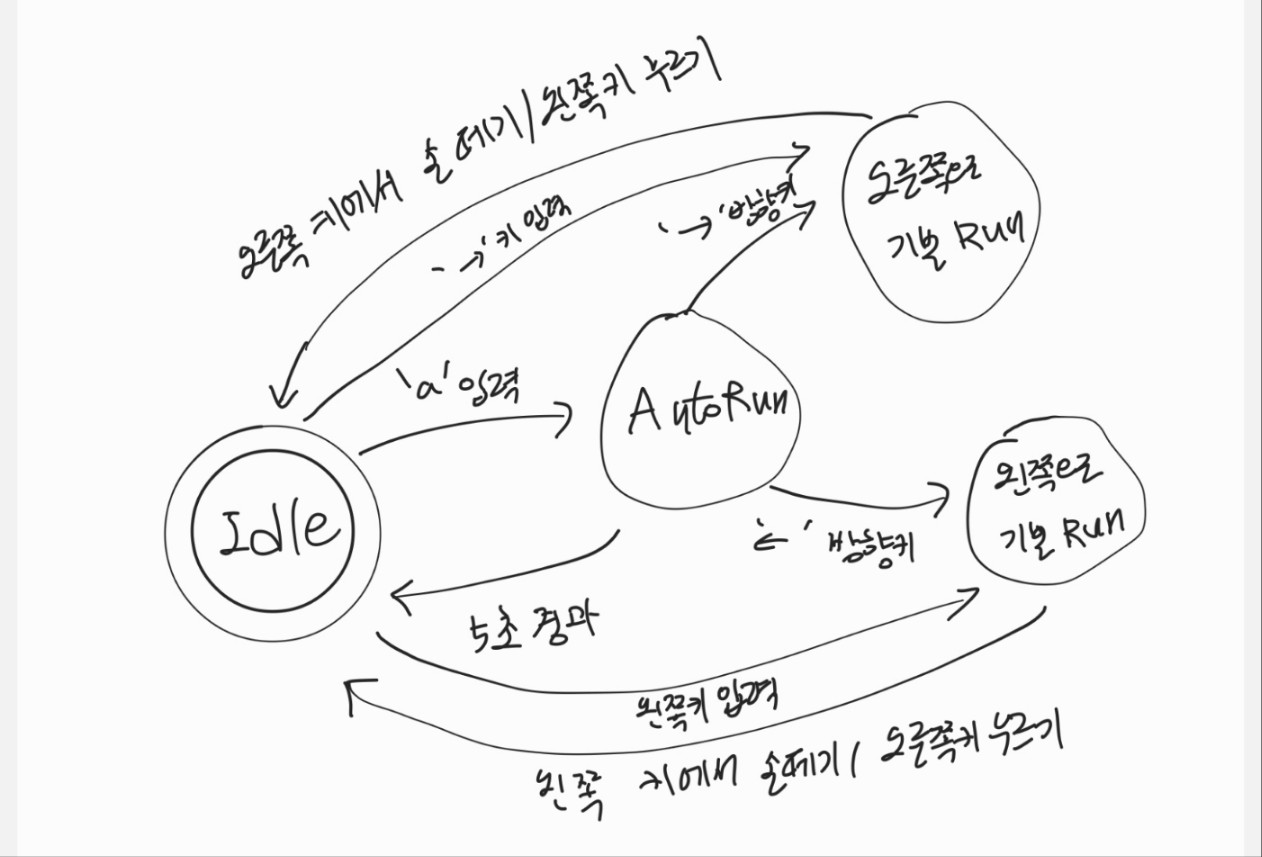 오른쪽 키에서 손 떼기/왼쪽키 누르기
'→' 키 입력
'→' 방향키
오른쪽으로
기본 Run
'a' 입력
AutoRun
Idle
왼쪽으로
기본 Run
'←' 방향키
5초 경과
왼쪽키 입력
왼쪽 키에서 손떼기/ 오른쪽키 누르기